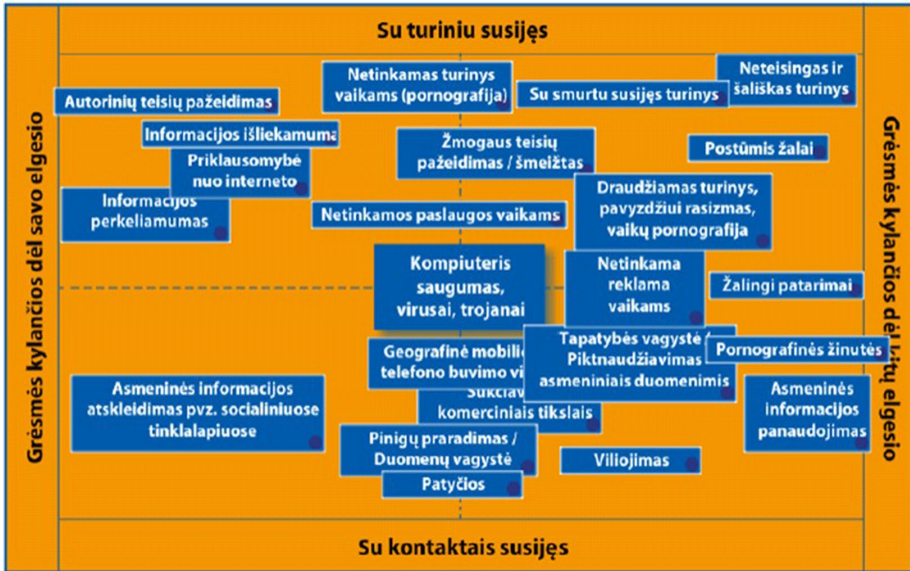 Su turiniu susijęs
Grėsmės kylančios dėl savo elgesio
Autorinių teisių pažeidimas
Informacijos išliekamuma
Priklausomybė
nuo interneto
Informacijos
perkeliamumas
Netinkamas turinys
vaikams (pornografija)
Su smurtu susijęs turinys
Neteisingas ir
šališkas turinys
Žmogaus teisių
pažeidimas / šmeižtas
Postūmis žalai
Netinkamos paslaugos vaikams
Draudžiamas turinys,
pavyzdžiui rasizmas,
vaikų pornografija
Kompiuteris
saugumas,
virusai, trojanai
Netinkama
reklama
vaikams
Žalingi patarimai
Geografinė
telefono buvimo
Tapatybės vagystė /
Piktnaudžiavimas
asmeniniais duomenimis
Pornografinės žinutės
Asmeninės informacijos
atskleidimas pvz. socialiniuose
tinklalapiuose
komerciniais tikslais
Asmeninės
informacijos
panaudojimas
Pinigų praradimas /
Duomenų vagystė
Viliojimas
Patyčios
Grėsmės kylančios dėl kitų elgesio
Su kontaktais susijęs